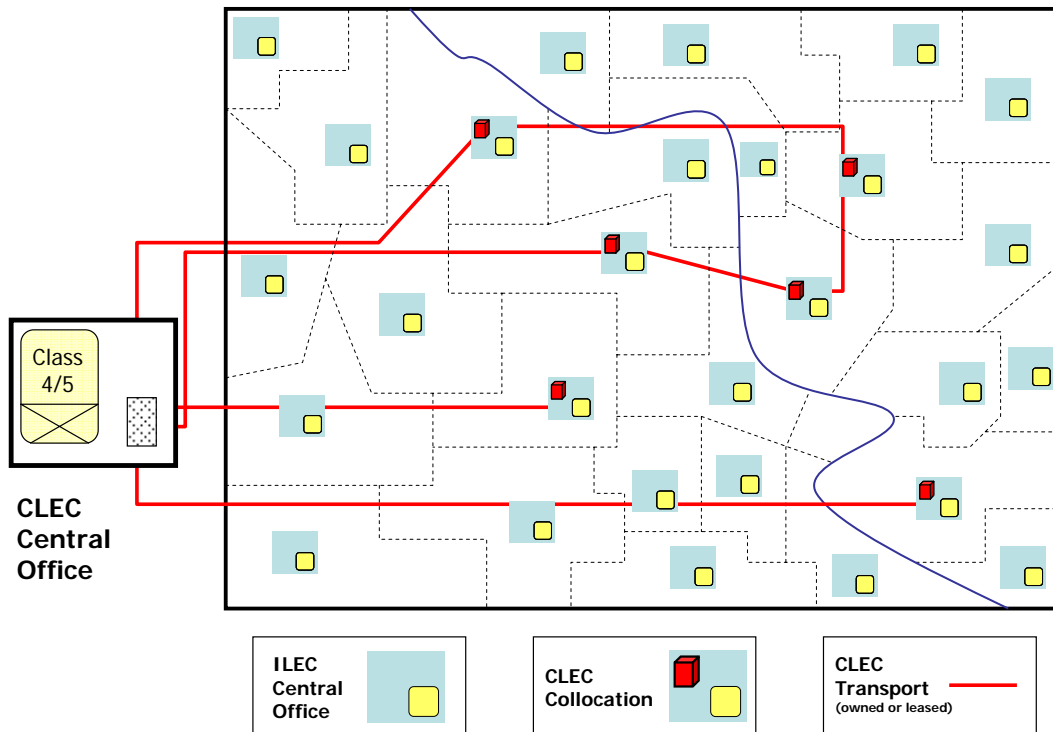 Class
4/5
CLEC
Central
Office
ILEC
Central
Office
CLEC
Collocation
CLEC
Transport
(owned or leased)